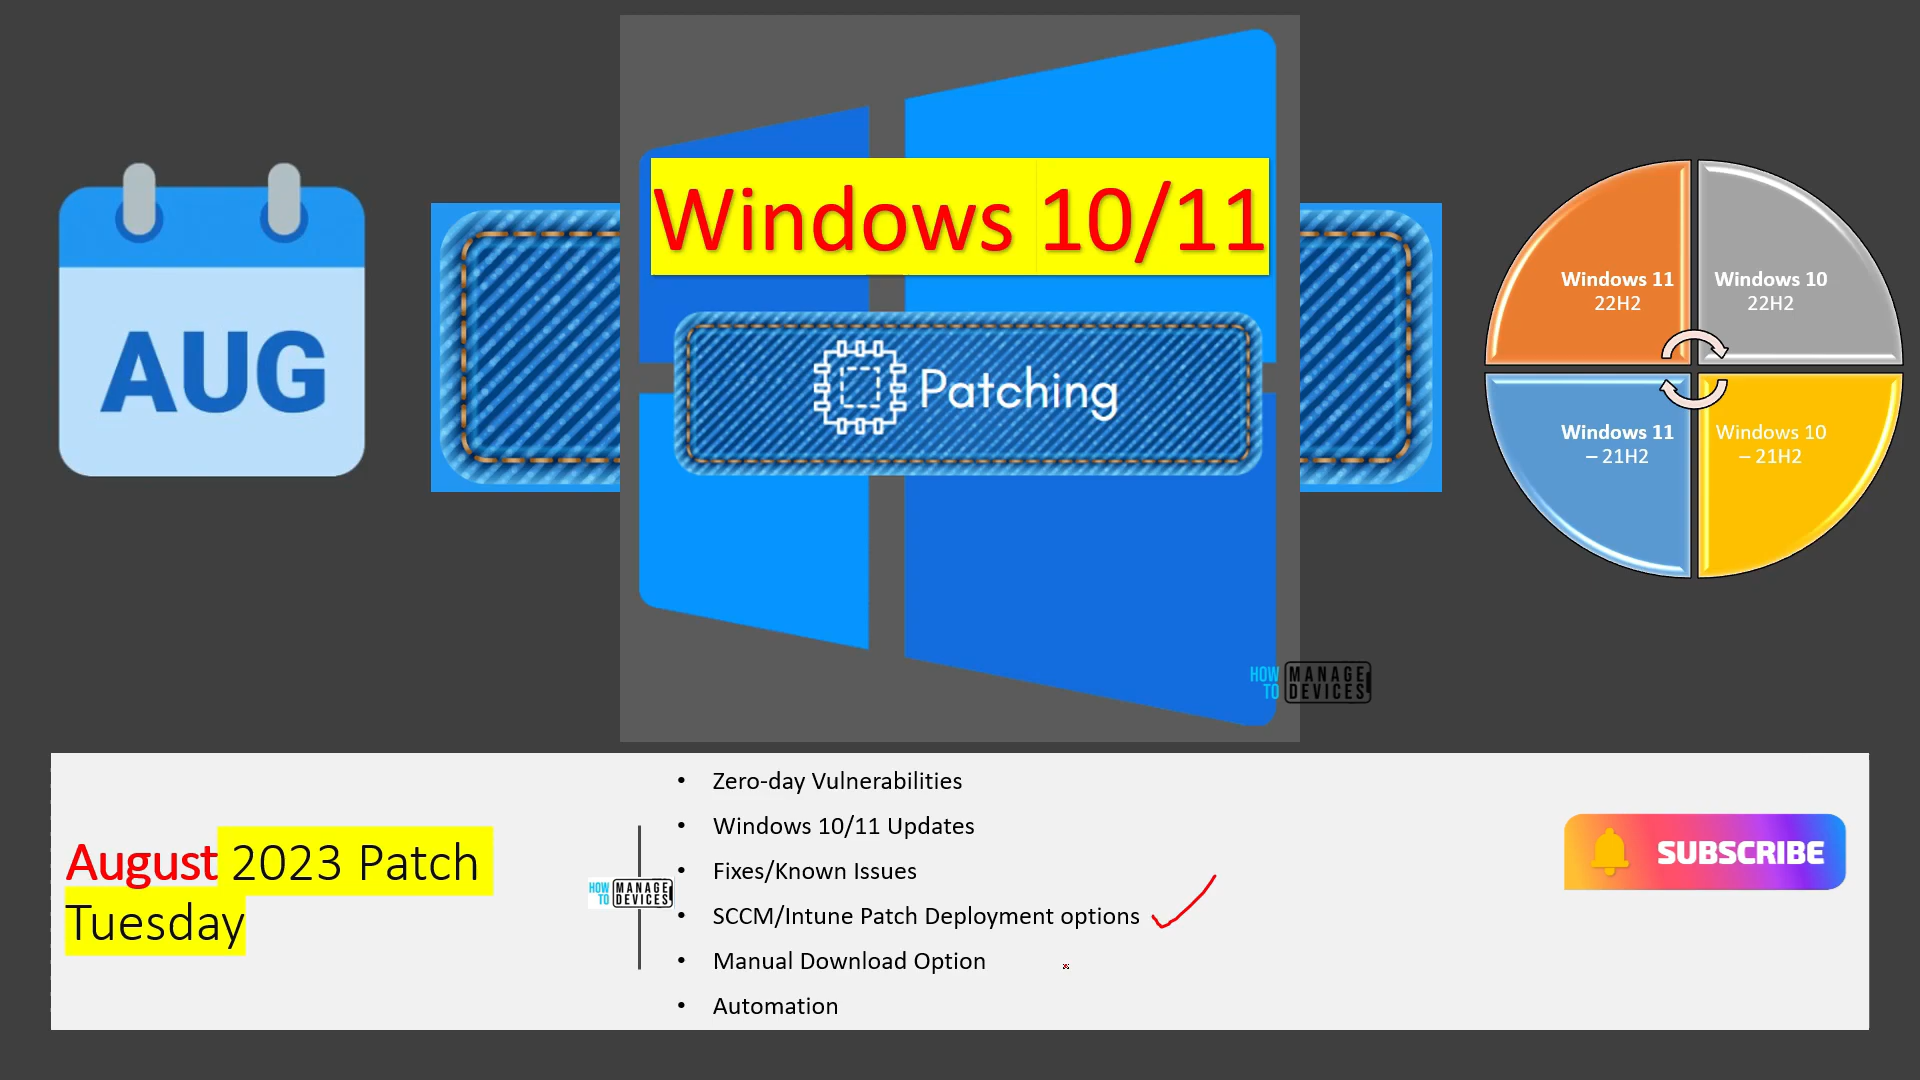 AUG
Windows 10/11
Patching
Windows 11
22H2
Windows 10
22H2
Windows 11
– 21H2
Windows 10
– 21H2
HOW TO MANAGE DEVICES
August 2023 Patch
Tuesday
HOW TO MANAGE DEVICES
• Zero-day Vulnerabilities
• Windows 10/11 Updates
• Fixes/Known Issues
• SCCM/Intune Patch Deployment options
• Manual Download Option
• Automation
SUBSCRIBE